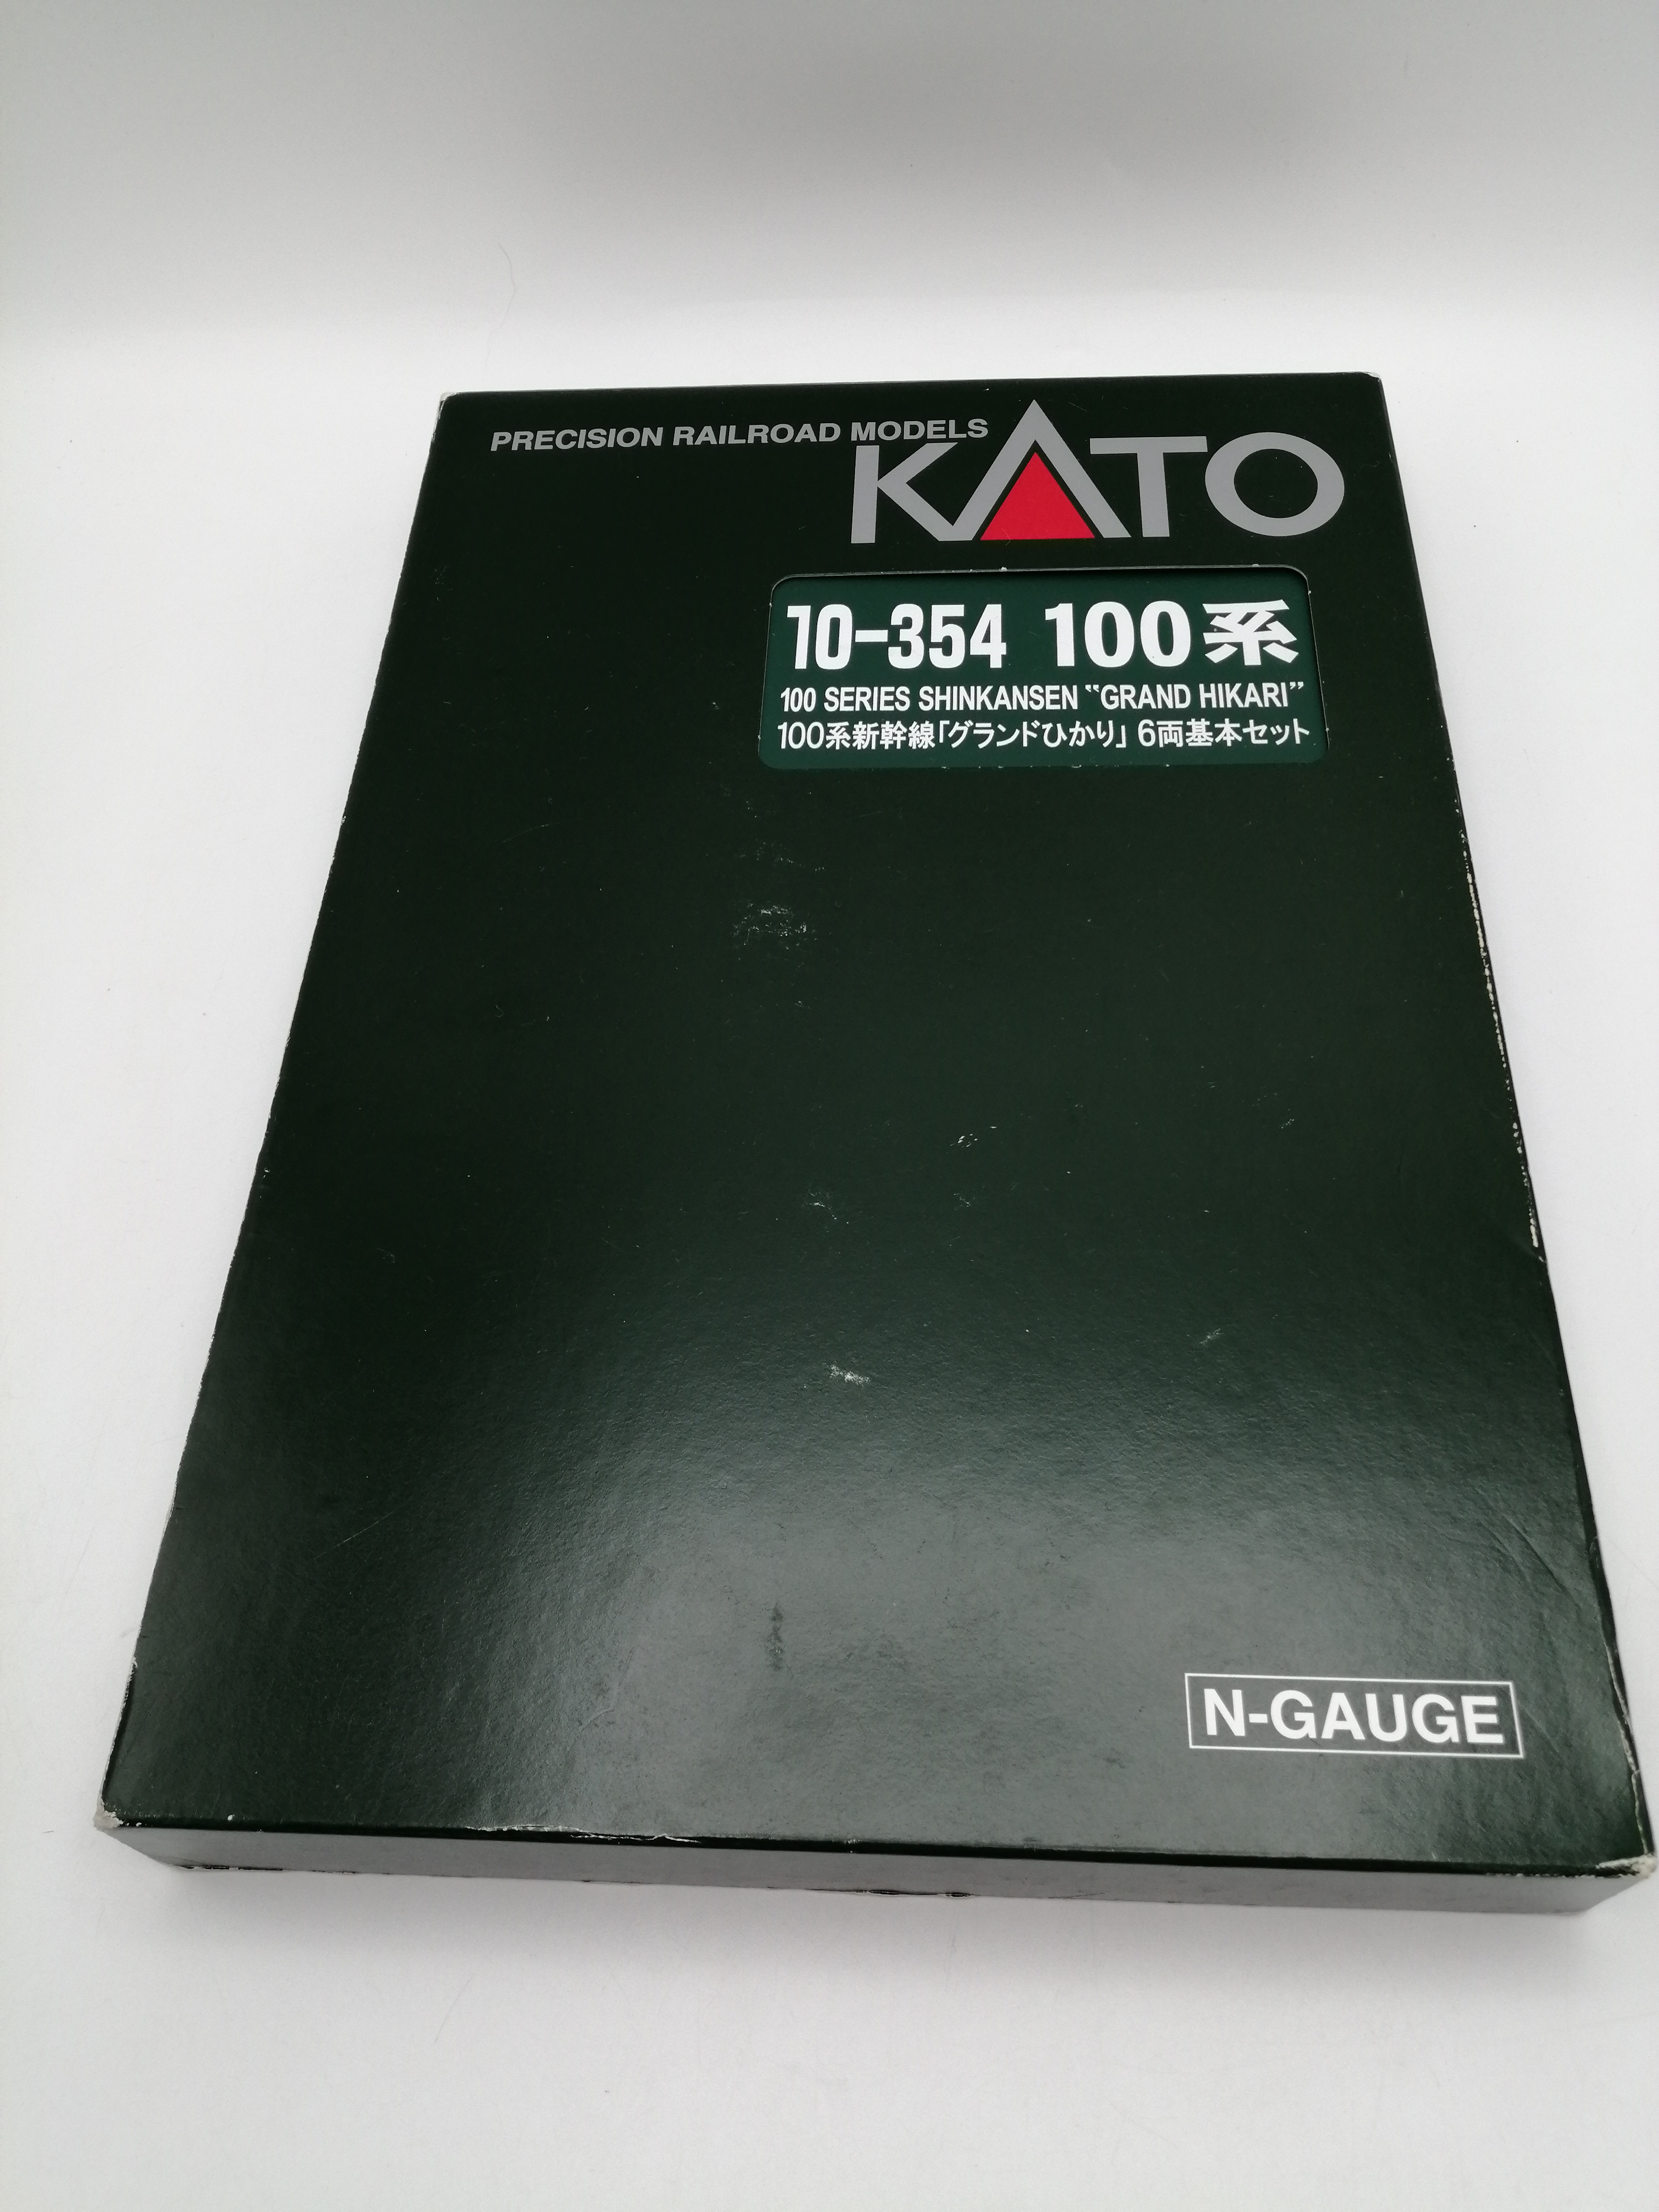 PRECISION RAILROAD MODELS
KATO
10-354 100系
100 SERIES SHINKANSEN "GRAND HIKARI"
100系新幹線「グランドひかり」6両基本セット
N-GAUGE